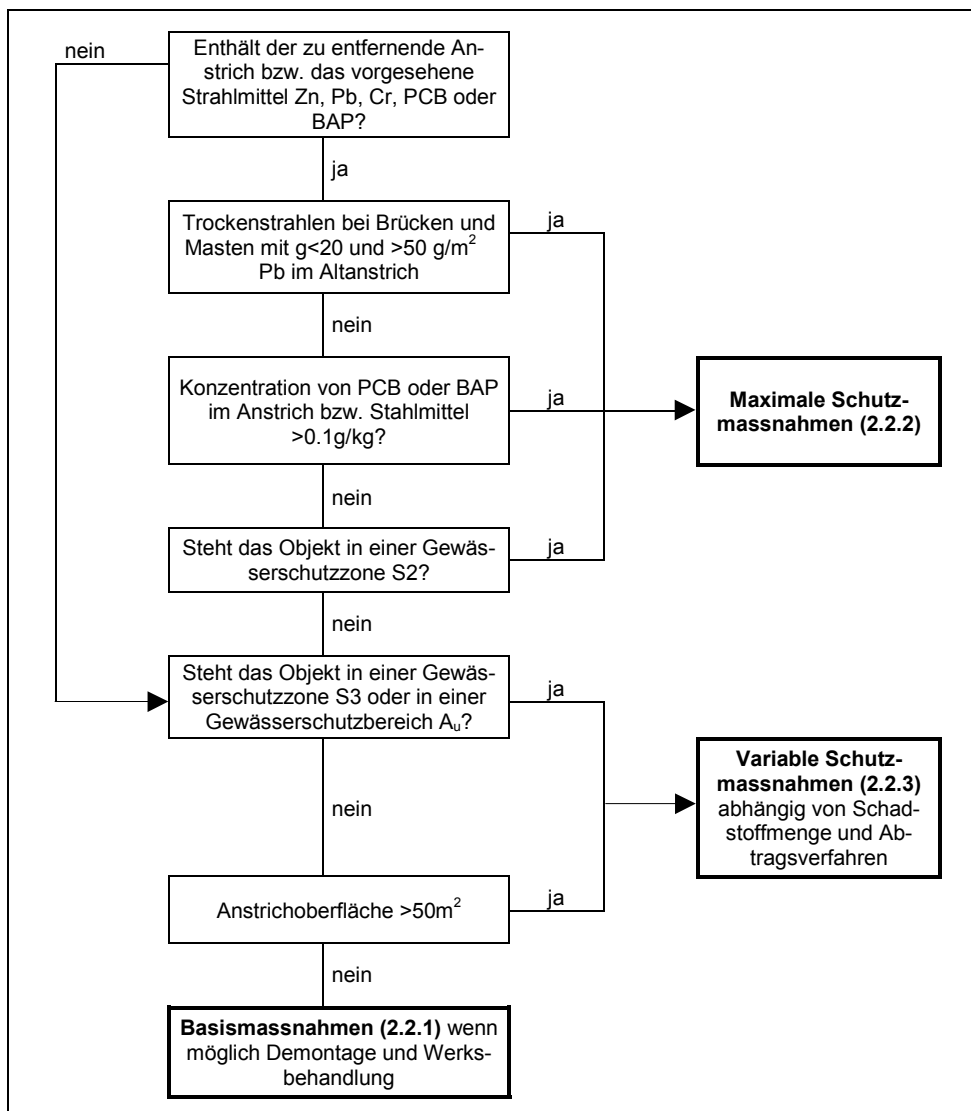 nein
Enthält der zu entfernende An-
strich bzw. das vorgesehene
Strahlmittel Zn, Pb, Cr, PCB oder
BAP?
ja
Trockenstrahlen bei Brücken und
Masten mit g<20 und >50 g/m²
Pb im Altanstrich
ja
nein
Konzentration von PCB oder BAP
im Anstrich bzw. Stahlmittel
>0.1g/kg?
ja
Maximale Schutz-
massnahmen (2.2.2)
nein
Steht das Objekt in einer Gewäs-
serschutzzone S2?
ja
nein
Steht das Objekt in einer Gewäs-
serschutzzone S3 oder in einer
Gewässerschutzbereich Aᵤ?
ja
Variable Schutz-
massnahmen (2.2.3)
abhängig von Schad-
stoffmenge und Ab-
tragsverfahren
nein
Anstrichoberfläche >50m²
ja
nein
Basismassnahmen (2.2.1) wenn
möglich Demontage und Werks-
behandlung